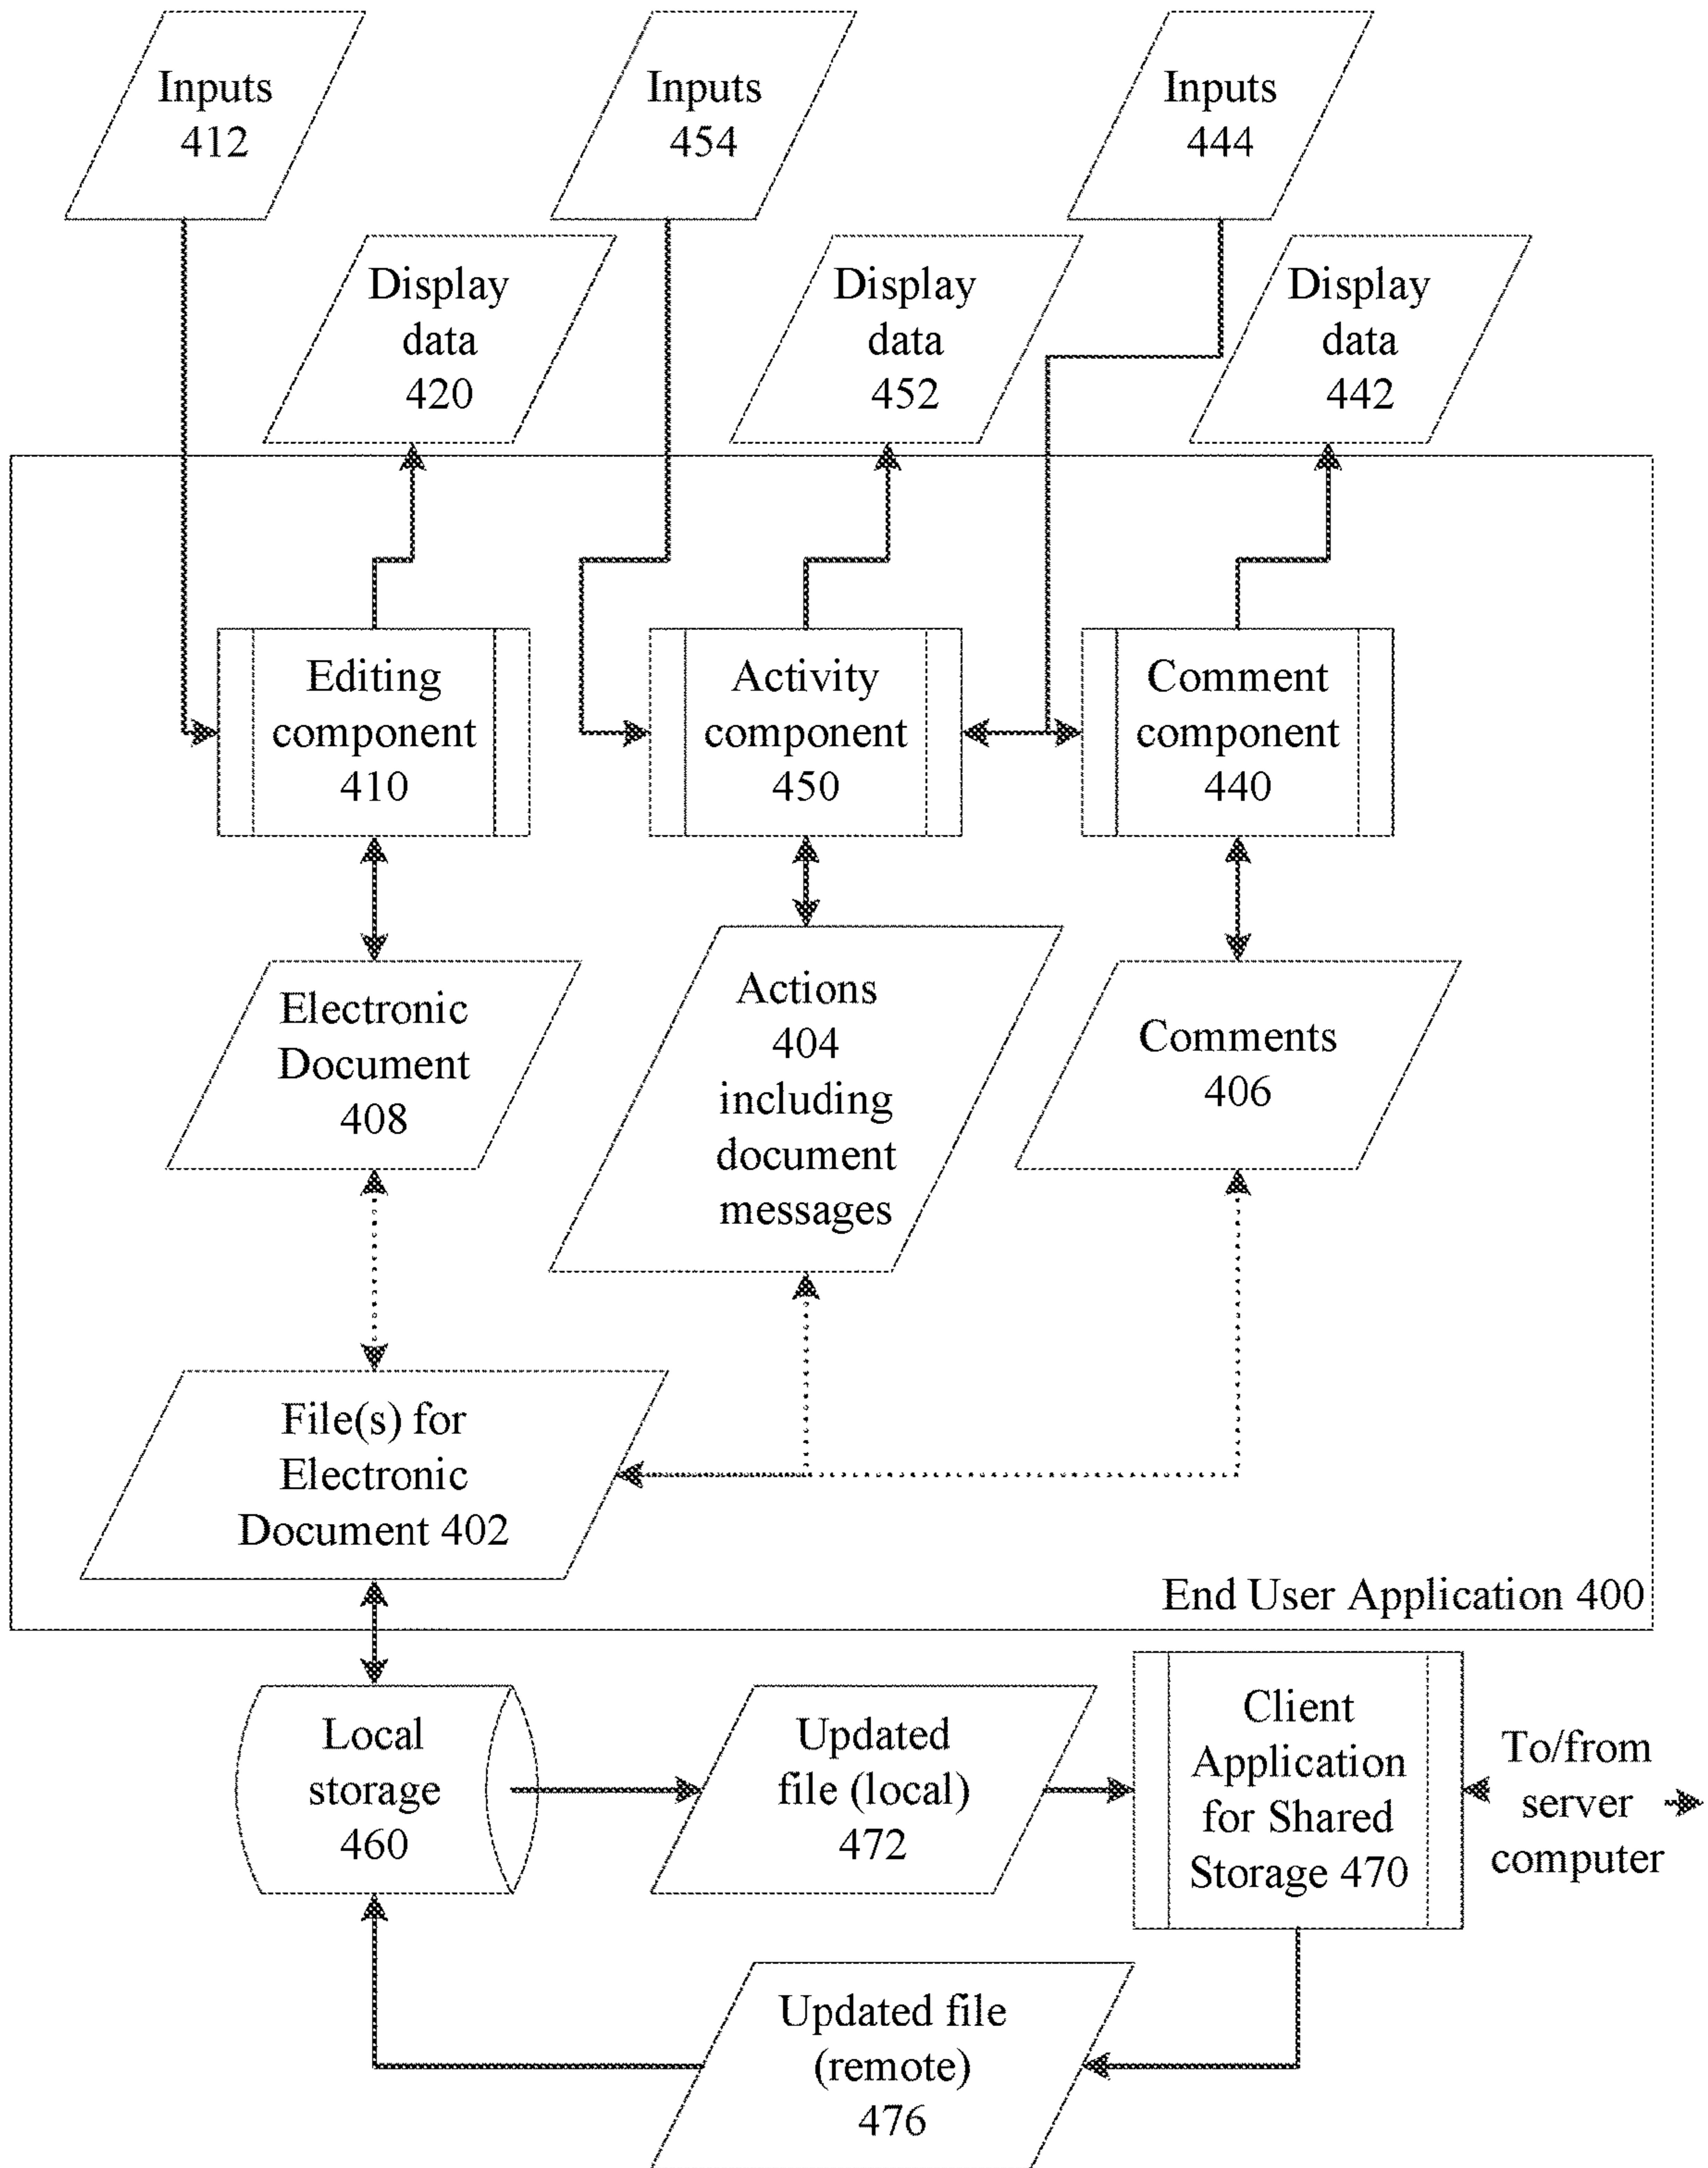 Inputs
412
Inputs
454
Inputs
444
Display
data
420
Display
data
452
Display
data
442
Editing
component
410
Activity
component
450
Comment
component
440
Electronic
Document
408
Actions
404
including
document
messages
Comments
406
File(s) for
Electronic
Document 402
End User Application 400
Local
storage
460
Updated
file (local)
472
Client
Application
for Shared
Storage 470
To/from
server
computer
Updated file
(remote)
476